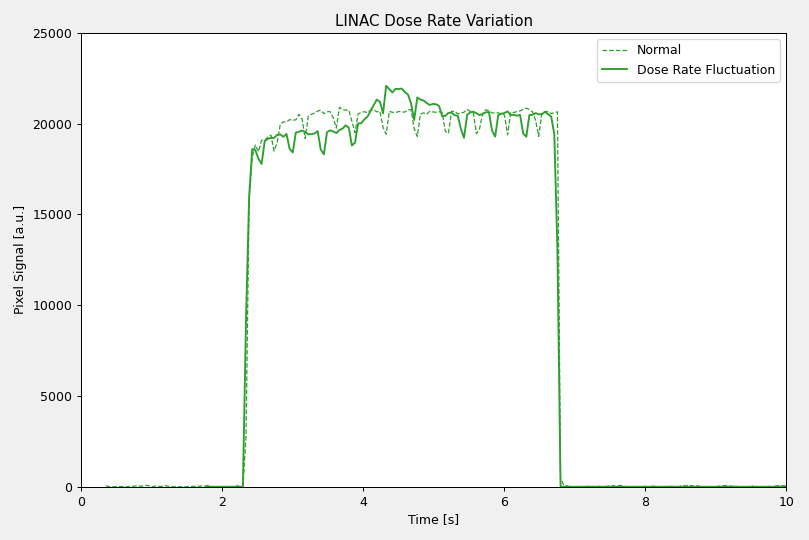 LINAC Dose Rate Variation
25000
20000
15000
10000
5000
0
Pixel Signal [a.u.]
Normal
Dose Rate Fluctuation
0 2 4 6 8 10
Time [s]